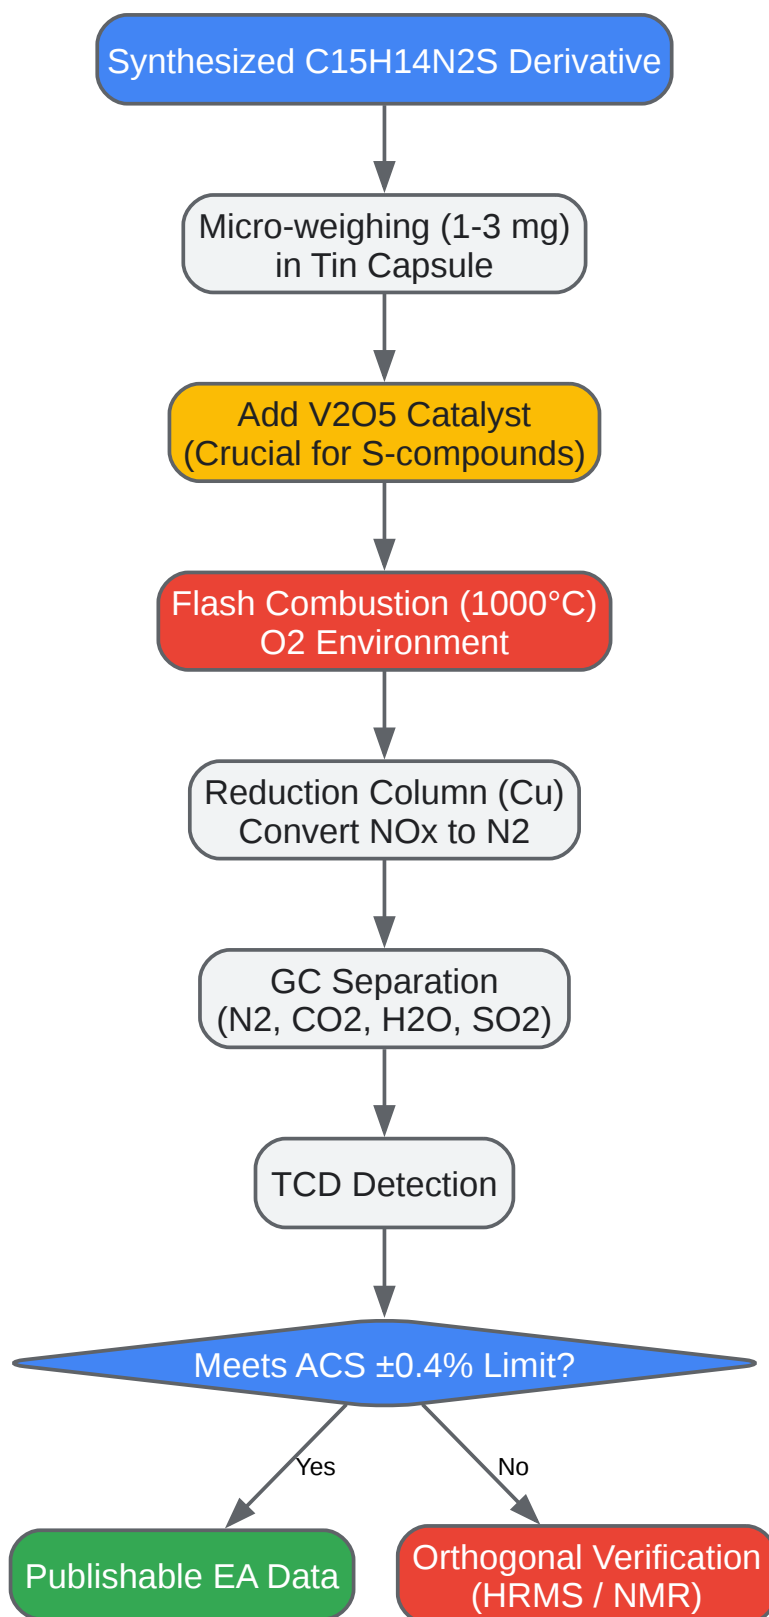 Synthesized C15H14N2S Derivative
Micro-weighing (1-3 mg)
in Tin Capsule
Add V2O5 Catalyst
(Crucial for S-compounds)
Flash Combustion (1000°C)
O2 Environment
Reduction Column (Cu)
Convert NOx to N2
GC Separation
(N2, CO2, H2O, SO2)
TCD Detection
Meets ACS ±0.4% Limit?
Yes
No
Publishable EA Data
Orthogonal Verification
(HRMS / NMR)